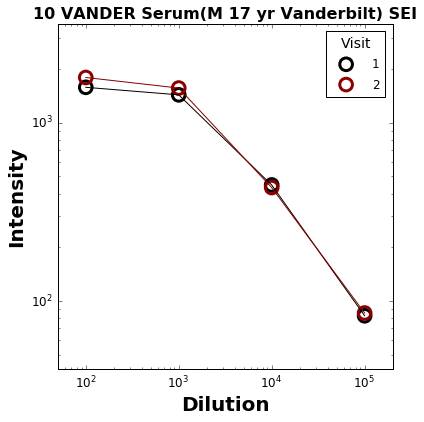 10 VANDER Serum(M 17 yr Vanderbilt) SEI
Visit
1
2
10³
10²
Intensity
10² 10³ 10⁴ 10⁵
Dilution